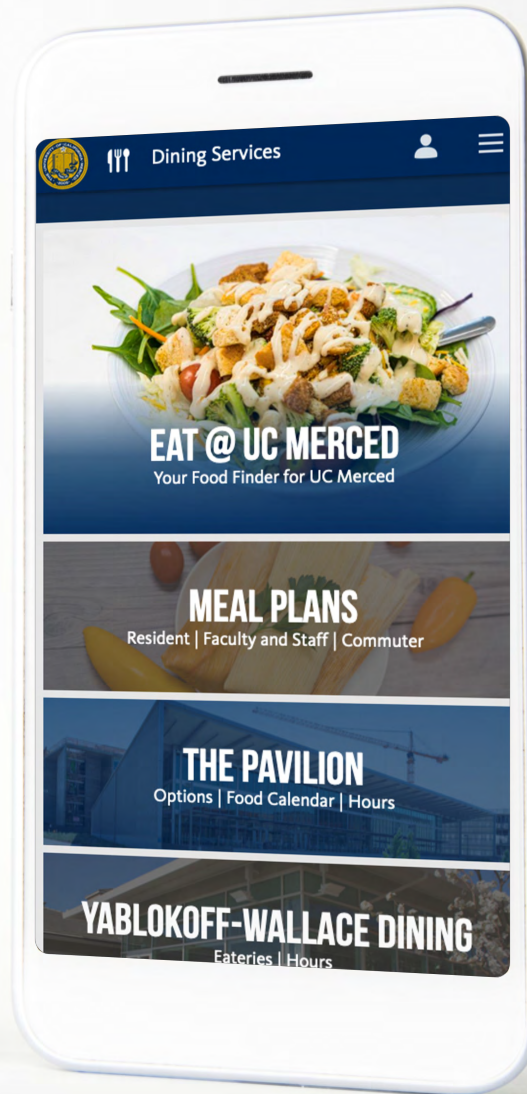 Dining Services
EAT @ UC MERCED
Your Food Finder for UC Merced
MEAL PLANS
Resident | Faculty and Staff | Commuter
THE PAVILION
Options | Food Calendar | Hours
YABLOKOFF-WALLACE DINING
Eateries | Hours